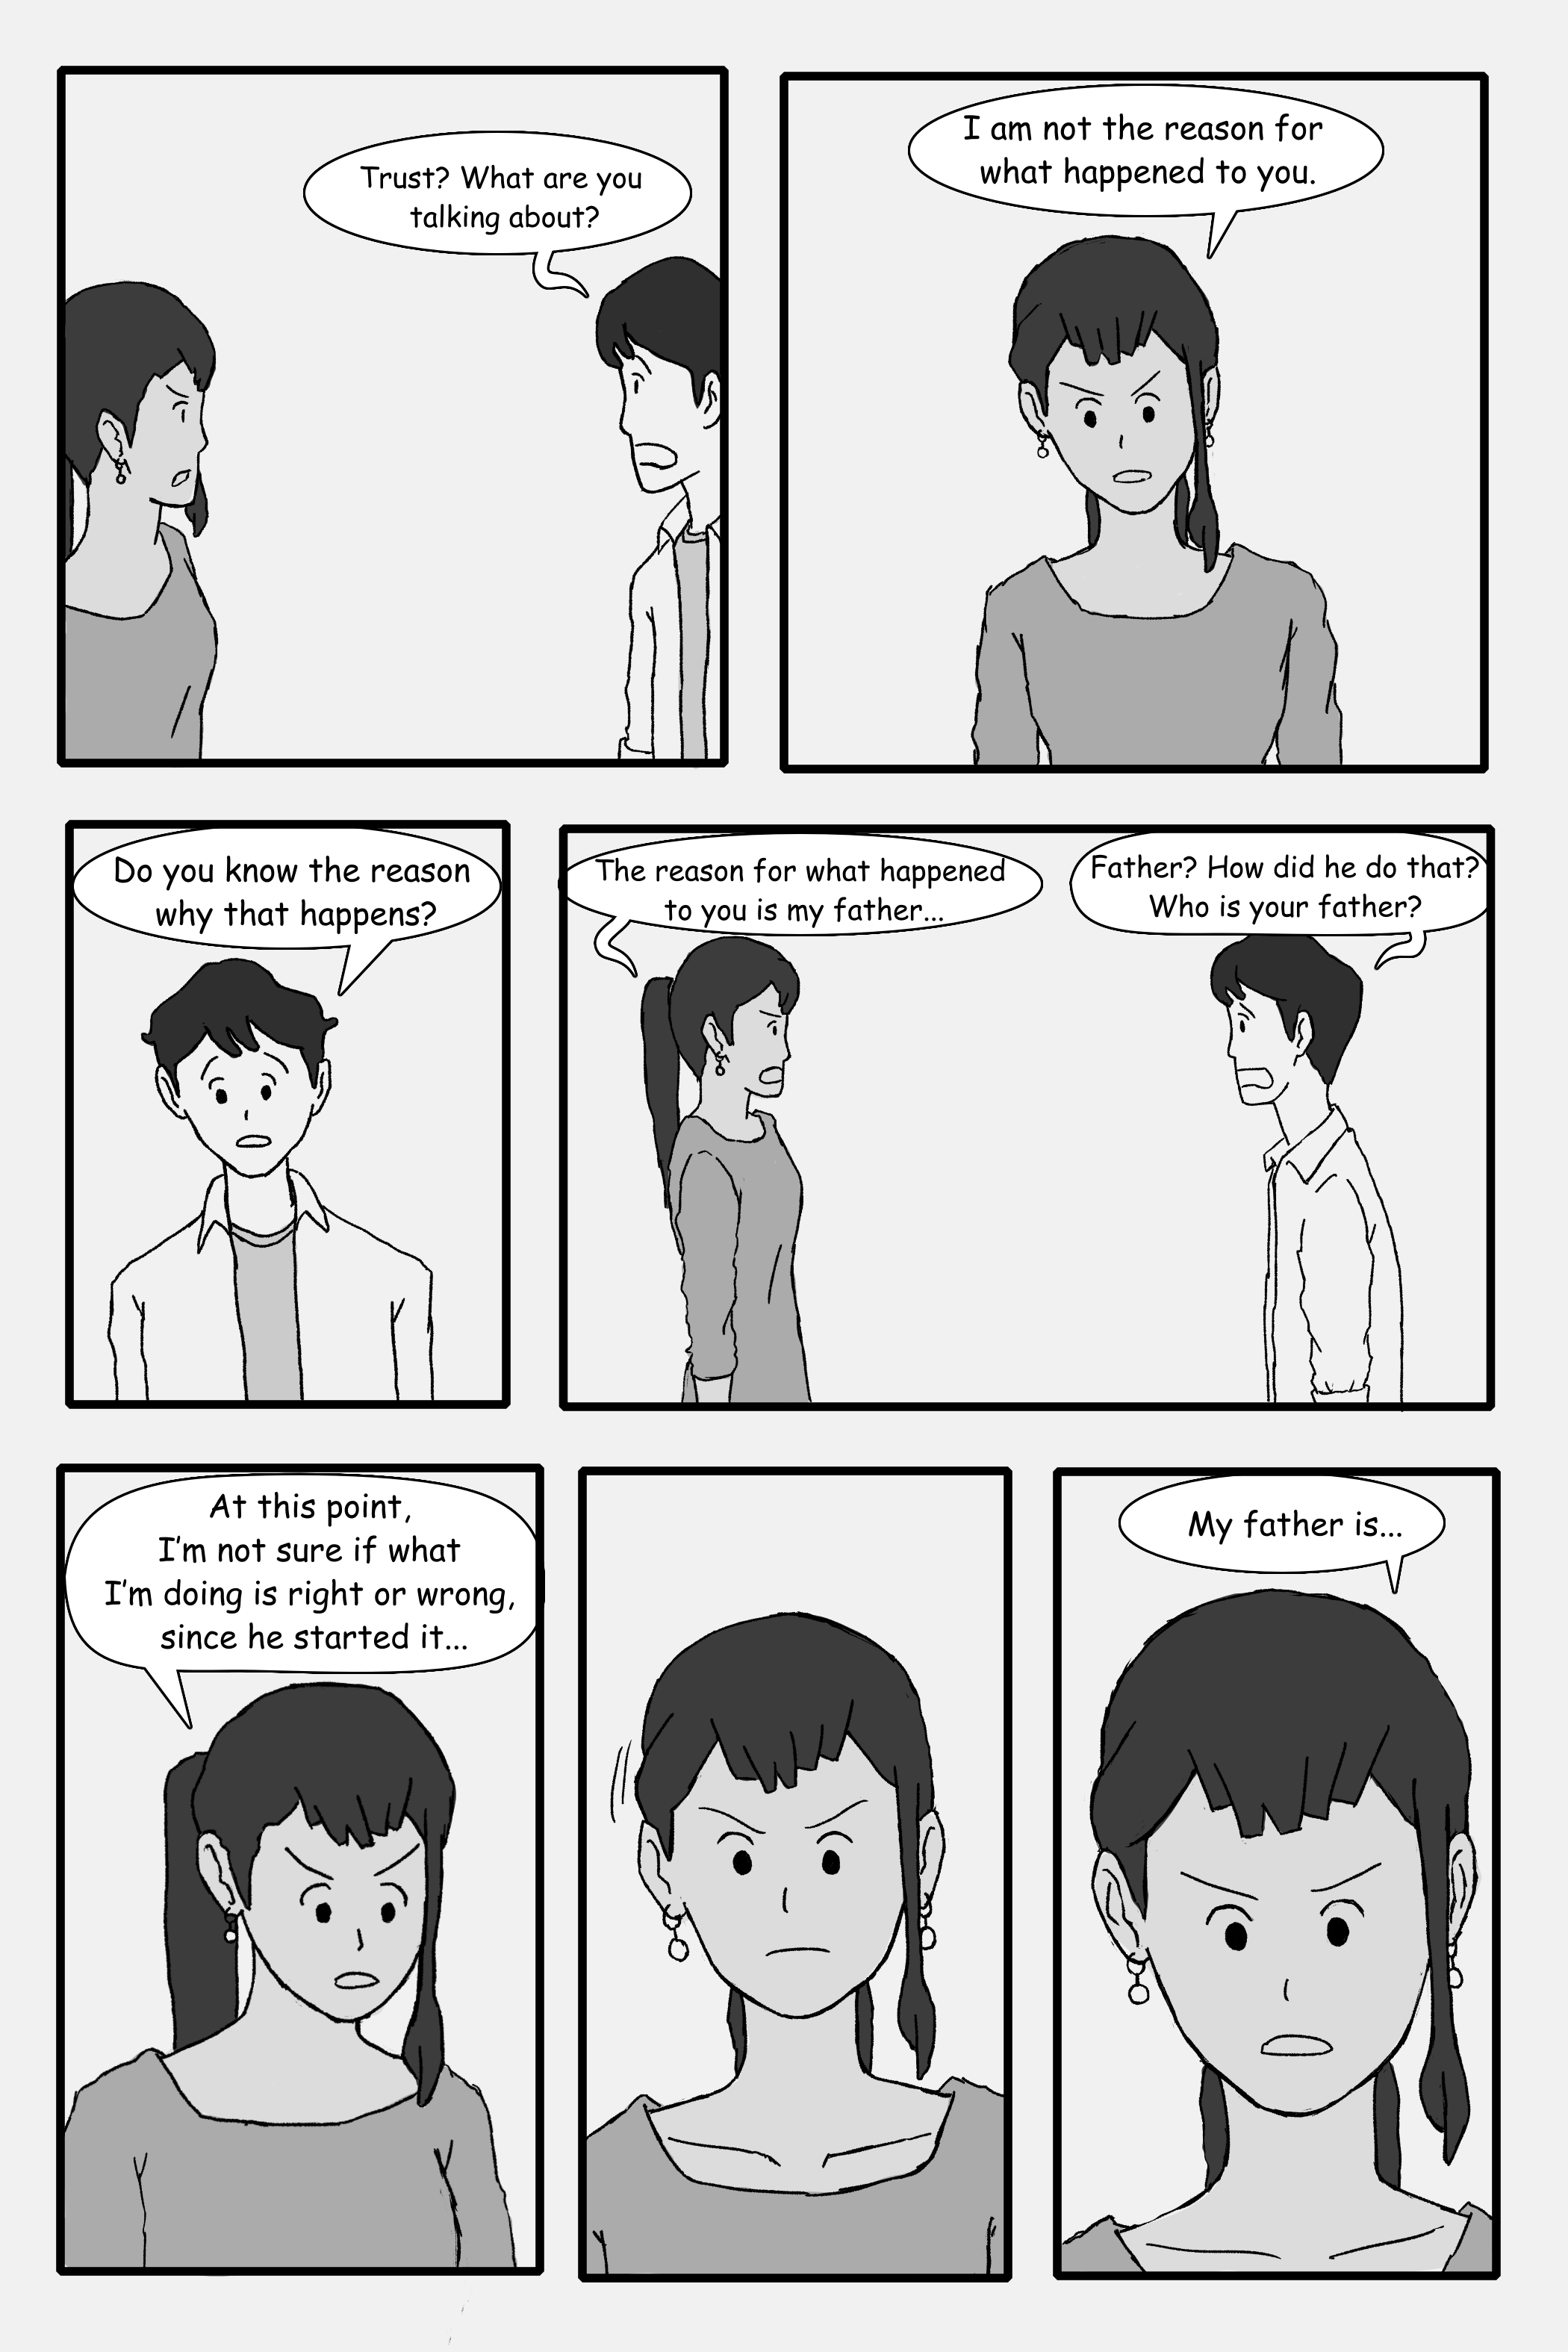 Trust? What are you
talking about?
I am not the reason for
what happened to you.
Do you know the reason
why that happens?
The reason for what happened
to you is my father...
Father? How did he do that?
Who is your father?
At this point,
I'm not sure if what
I'm doing is right or wrong,
since he started it...
My father is...